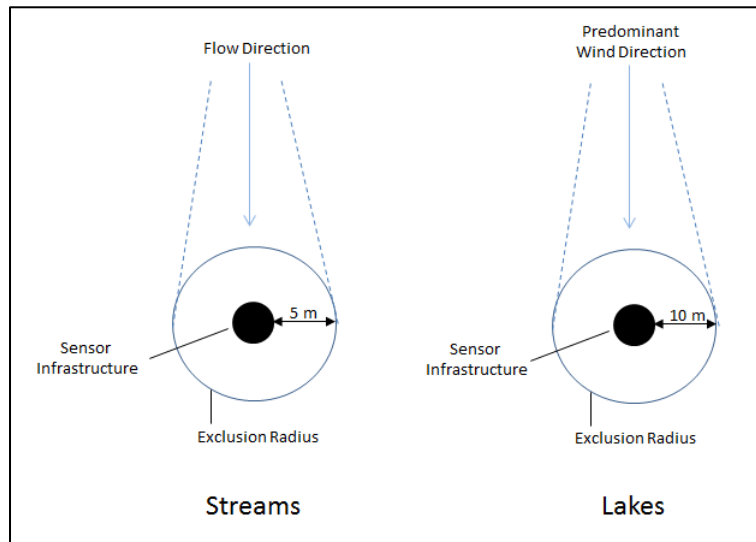 Flow Direction
5 m
Sensor
Infrastructure
Exclusion Radius
Streams
Predominant
Wind Direction
10 m
Sensor
Infrastructure
Exclusion Radius
Lakes